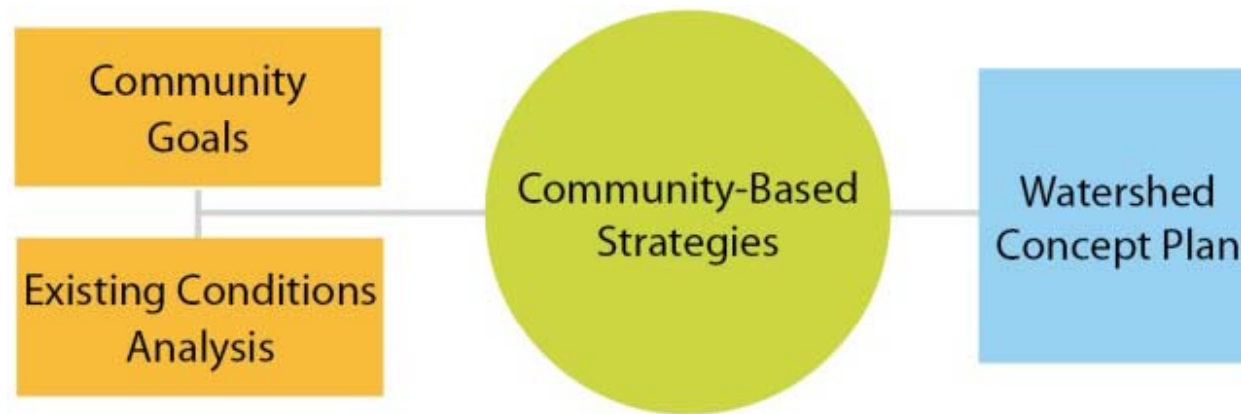 Community
Goals
Existing Conditions
Analysis
Community-Based
Strategies
Watershed
Concept Plan